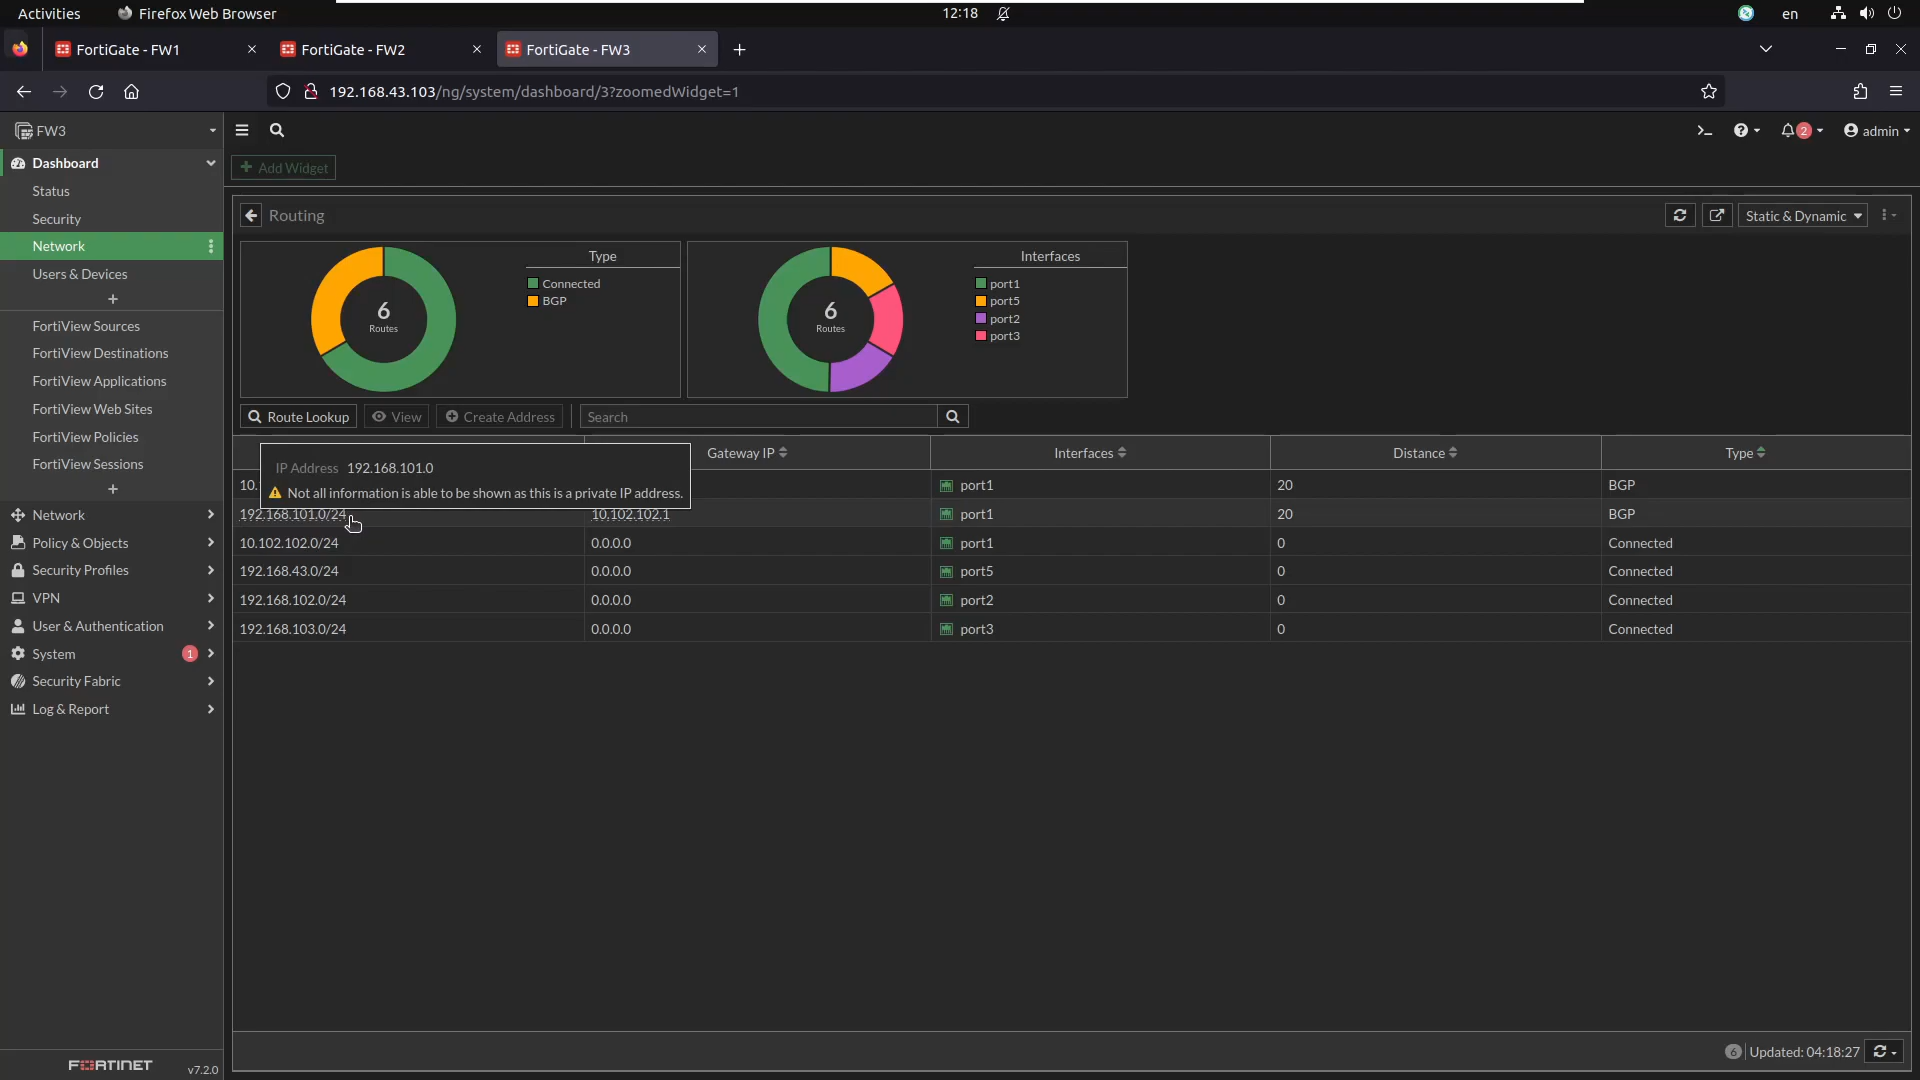 Activities Firefox Web Browser 12:18 en
FortiGate - FW1 FortiGate - FW2 FortiGate - FW3
192.168.43.103/ng/system/dashboard/3?zoomedWidget=1
FW3 2 admin
Dashboard
Status
Security
Network
Users & Devices
FortiView Sources
FortiView Destinations
FortiView Applications
FortiView Web Sites
FortiView Policies
FortiView Sessions
Network
Policy & Objects
Security Profiles
VPN
User & Authentication
System 1
Security Fabric
Log & Report
FORTINET v7.2.0
Add Widget
Routing Static & Dynamic
6
Routes
Type
Connected
BGP
6
Routes
Interfaces
port1
port5
port2
port3
Route Lookup View Create Address Search
Gateway IP Interfaces Distance Type
IP Address 192.168.101.0
Not all information is able to be shown as this is a private IP address.
10. port1 20 BGP
192.168.101.0/24 10.102.102.1 port1 20 BGP
10.102.102.0/24 0.0.0.0 port1 0 Connected
192.168.43.0/24 0.0.0.0 port5 0 Connected
192.168.102.0/24 0.0.0.0 port2 0 Connected
192.168.103.0/24 0.0.0.0 port3 0 Connected
6 Updated: 04:18:27